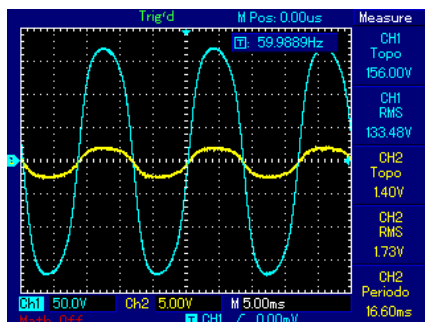 Trig'd M Pos: 0.00us Measure
T: 59.9889Hz
CH1
Topo
156.00V
CH1
RMS
133.48V
CH2
Topo
1.40V
CH2
RMS
1.73V
CH2
Periodo
16.60ms
Ch1 50.0V Ch2 5.00V M 5.00ms
Math Off T CH1 / 0.00mV